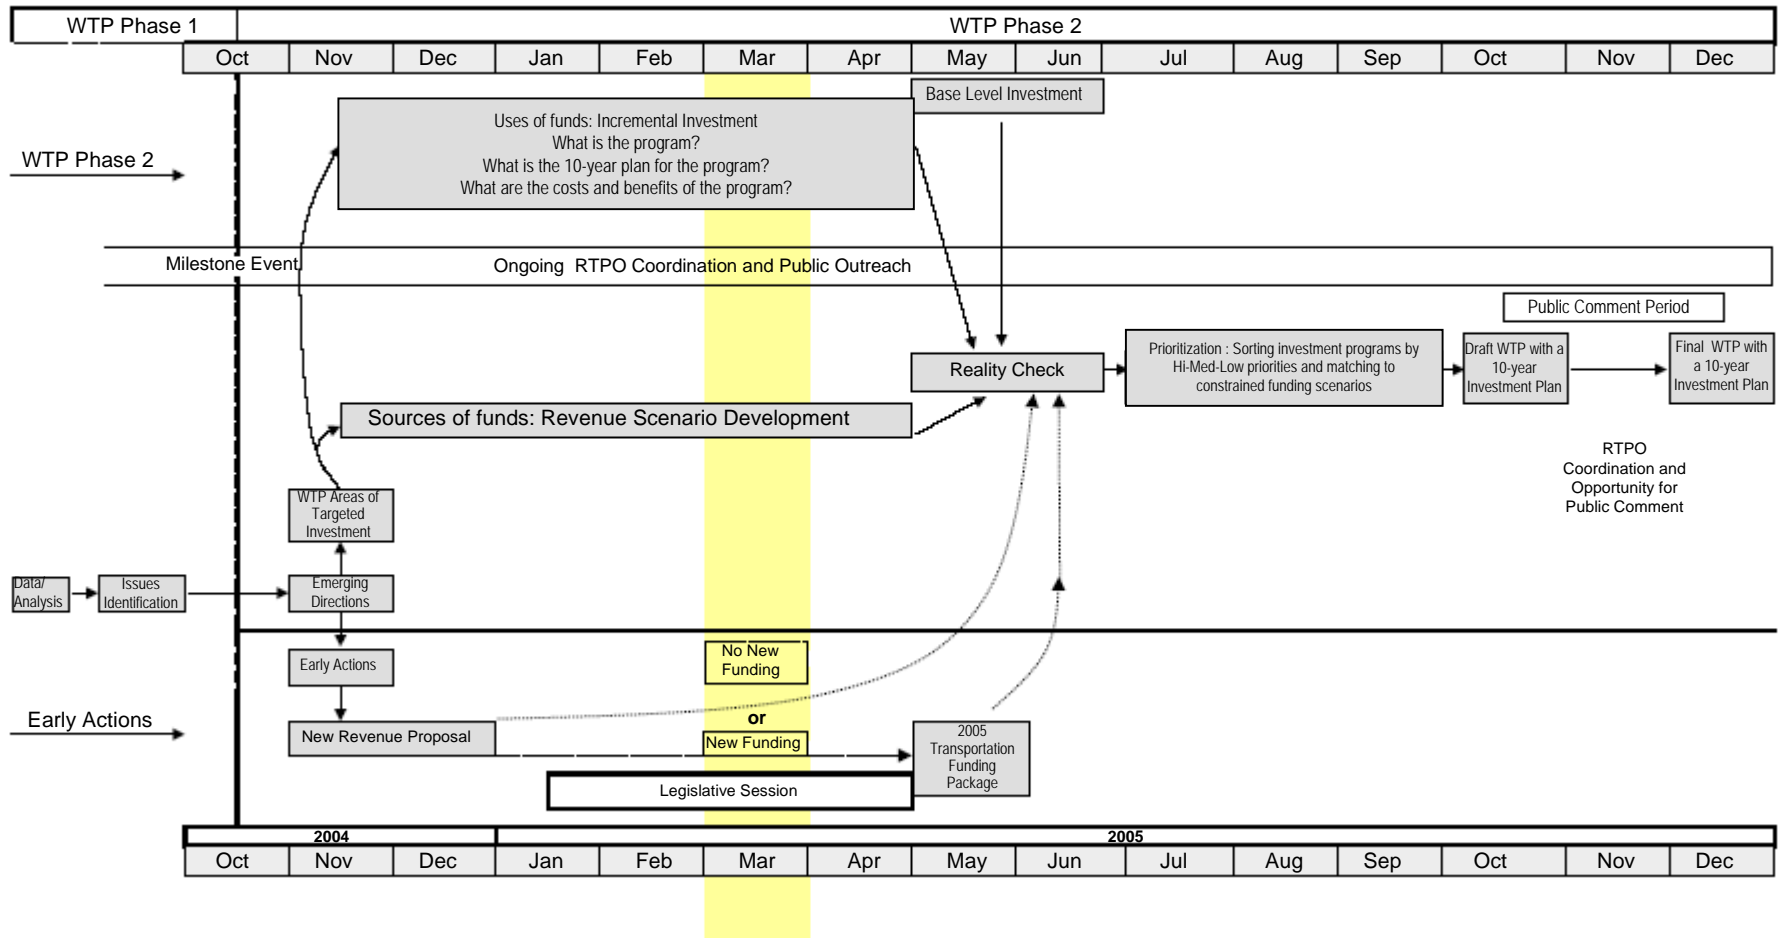 WTP Phase 1
WTP Phase 2
Oct Nov Dec Jan Feb Mar Apr May Jun Jul Aug Sep Oct Nov Dec
Base Level Investment
Uses of funds: Incremental Investment
What is the program?
What is the 10-year plan for the program?
What are the costs and benefits of the program?
WTP Phase 2
Milestone Event
Ongoing RTPO Coordination and Public Outreach
Public Comment Period
Reality Check
Prioritization : Sorting investment programs by
Hi-Med-Low priorities and matching to
constrained funding scenarios
Draft WTP with a
10-year
Investment Plan
Final WTP with
a 10-year
Investment Plan
Sources of funds: Revenue Scenario Development
RTPO
Coordination and
Opportunity for
Public Comment
WTP Areas of
Targeted
Investment
Data/
Analysis
Issues
Identification
Emerging
Directions
Early Actions
No New
Funding
or
New Funding
Early Actions
New Revenue Proposal
2005
Transportation
Funding
Package
Legislative Session
2004
2005
Oct Nov Dec Jan Feb Mar Apr May Jun Jul Aug Sep Oct Nov Dec